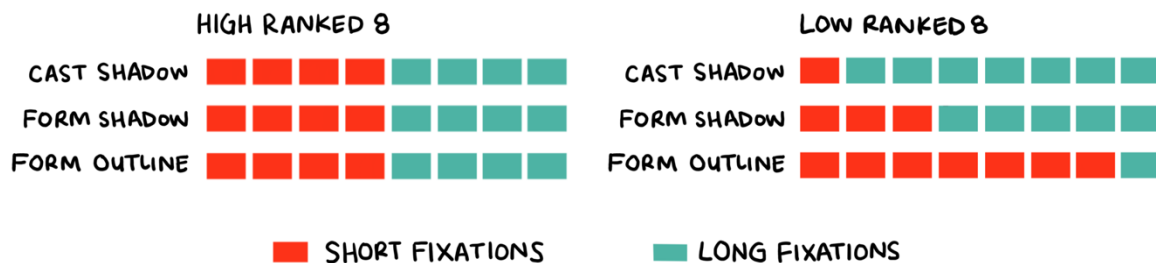 HIGH RANKED 8
CAST SHADOW
FORM SHADOW
FORM OUTLINE
LOW RANKED 8
CAST SHADOW
FORM SHADOW
FORM OUTLINE
SHORT FIXATIONS
LONG FIXATIONS